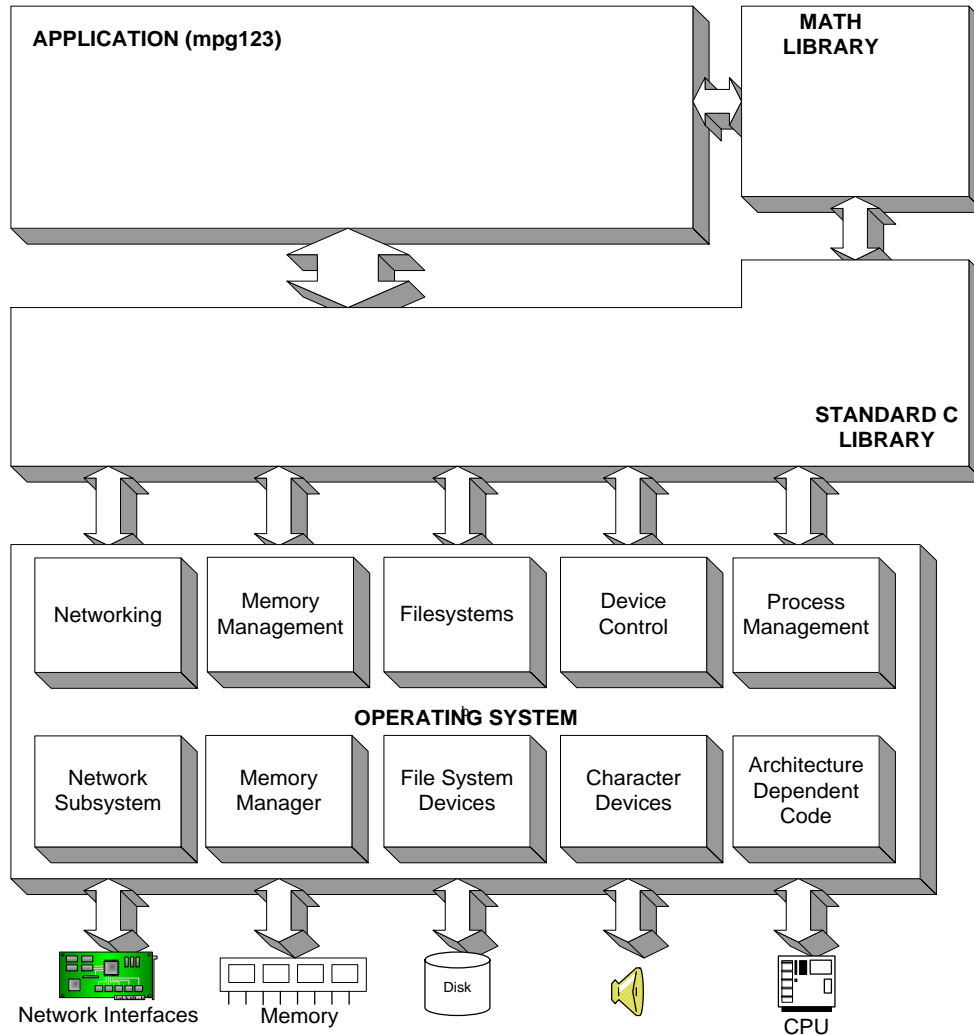 APPLICATION (mpg123)
MATH
LIBRARY
STANDARD C
LIBRARY
Networking
Memory
Management
Filesystems
Device
Control
Process
Management
OPERATING SYSTEM
Network
Subsystem
Memory
Manager
File System
Devices
Character
Devices
Architecture
Dependent
Code
Network Interfaces
Memory
Disk
CPU